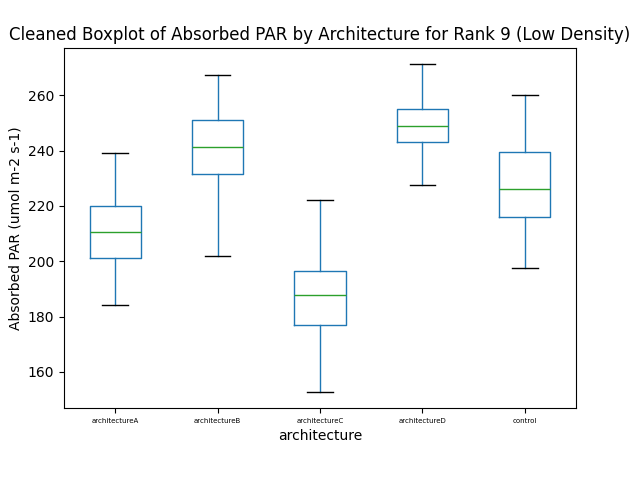 Cleaned Boxplot of Absorbed PAR by Architecture for Rank 9 (Low Density)
Absorbed PAR (umol m-2 s-1)
260
240
220
200
180
160
architectureA architectureB architectureC architectureD control
architecture